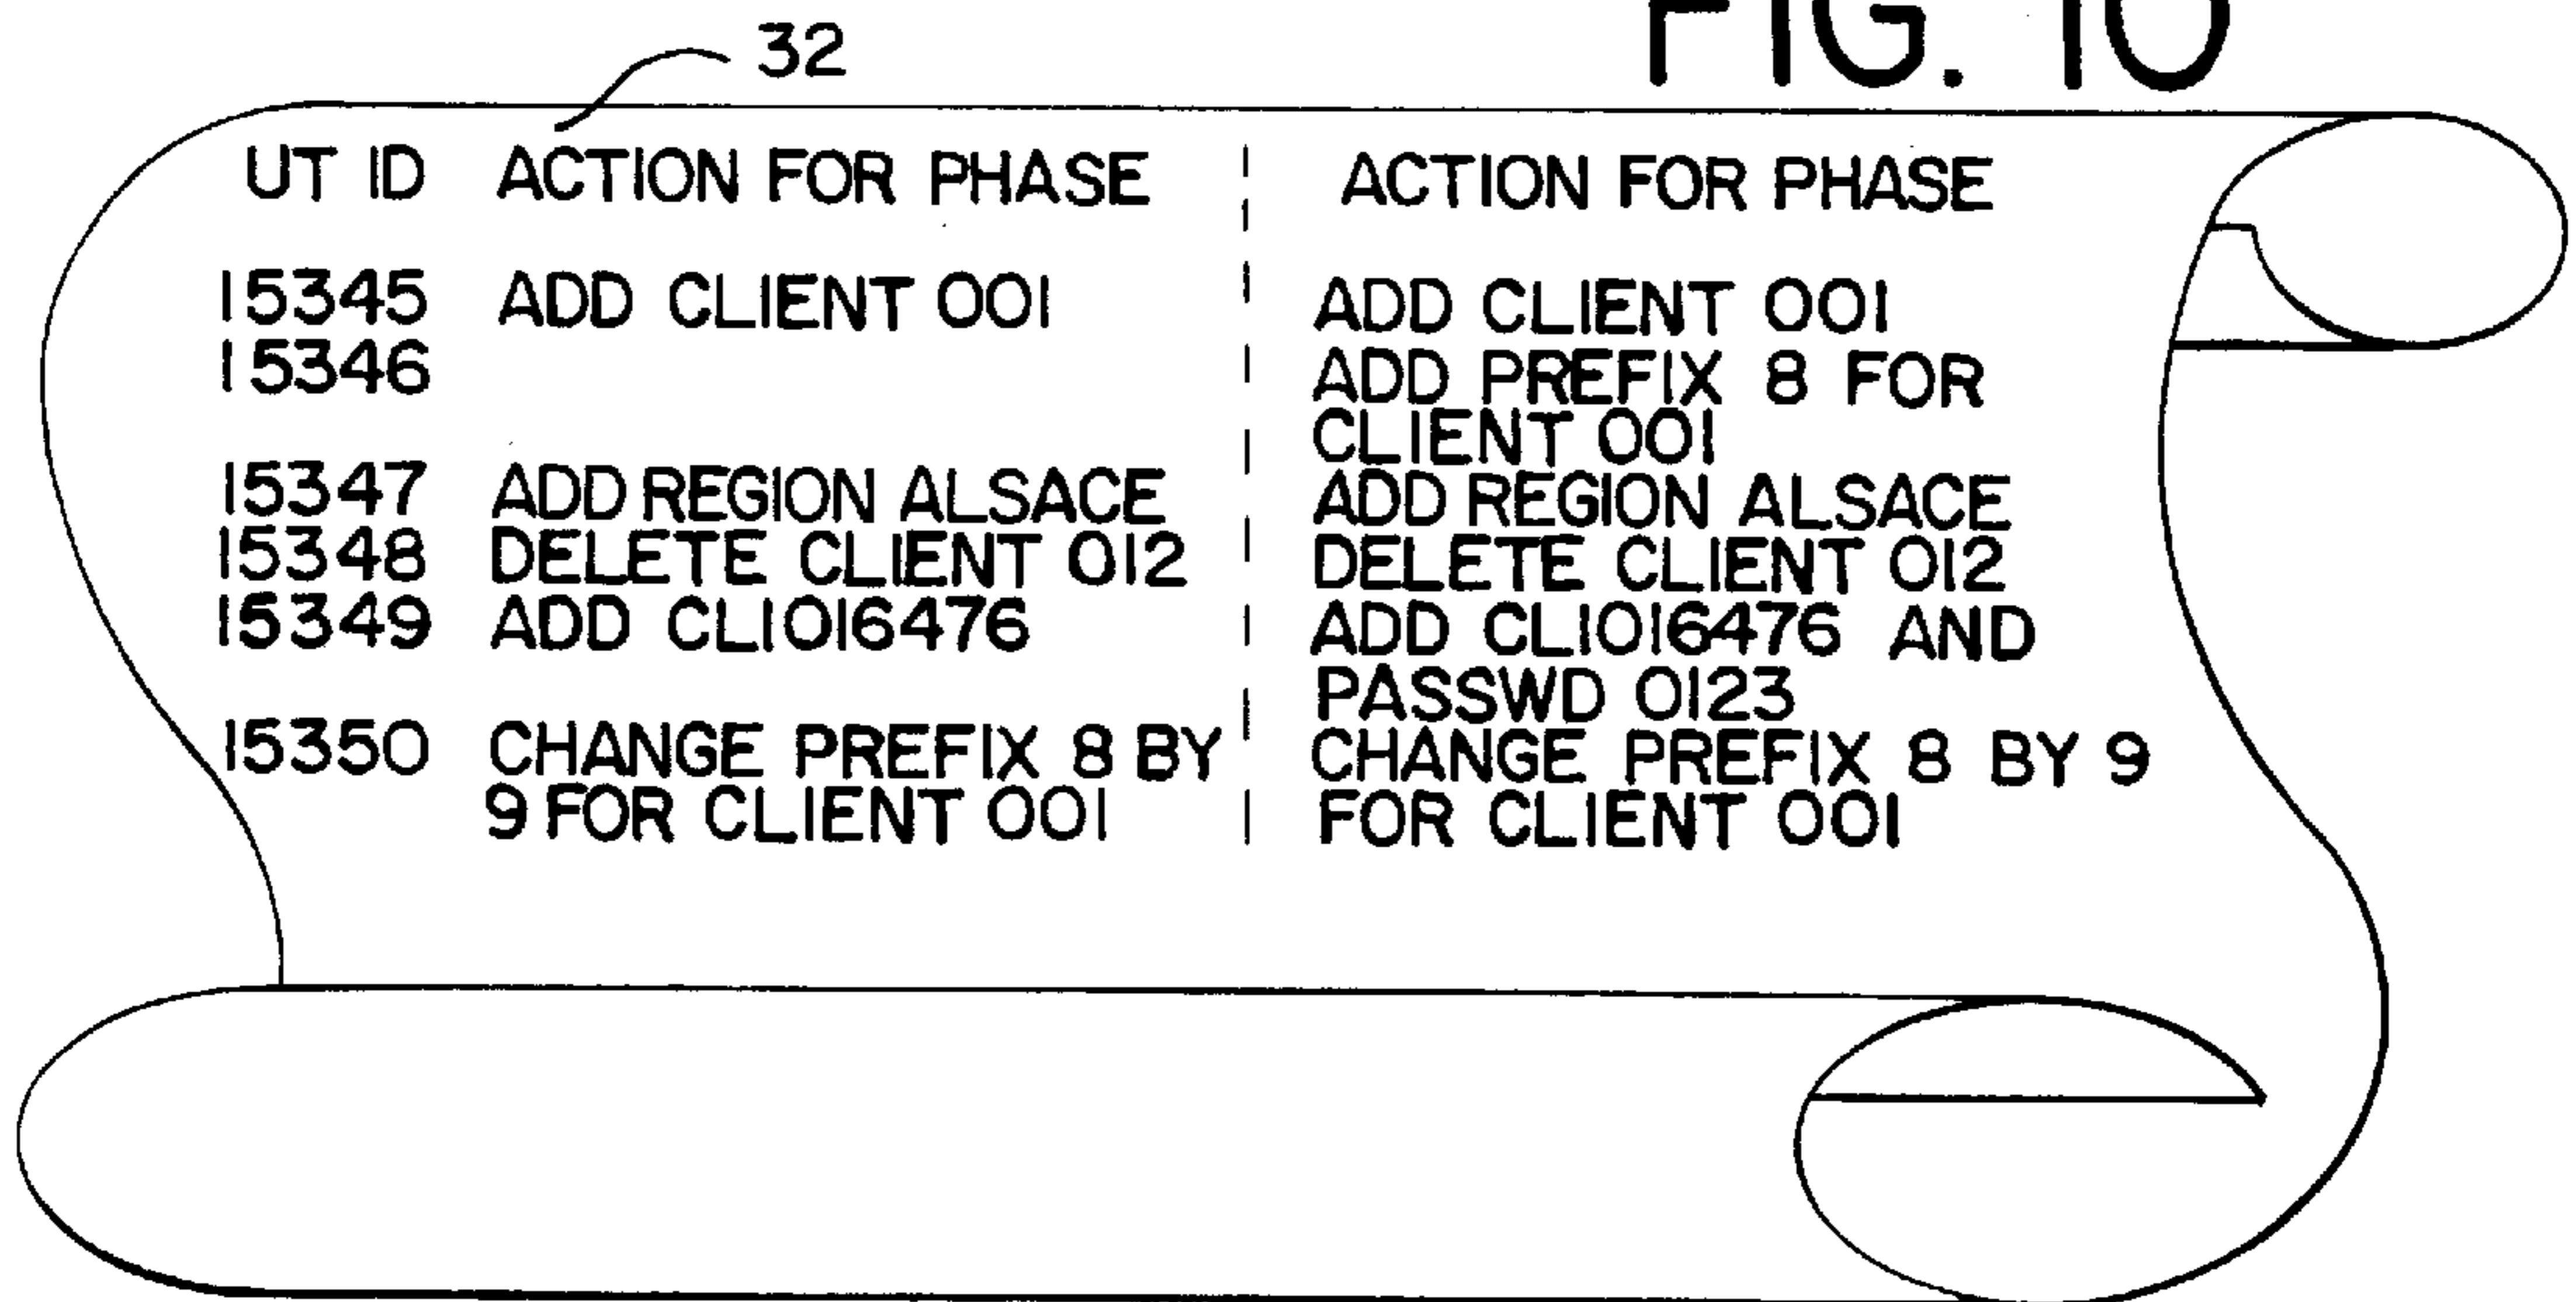 FIG. 10
32
UT ID ACTION FOR PHASE ACTION FOR PHASE
15345 ADD CLIENT 001 ADD CLIENT 001
15346 ADD PREFIX 8 FOR
CLIENT 001
15347 ADD REGION ALSACE ADD REGION ALSACE
15348 DELETE CLIENT 012 DELETE CLIENT 012
15349 ADD CLI016476 ADD CLI016476 AND
PASSWD 0123
15350 CHANGE PREFIX 8 BY CHANGE PREFIX 8 BY 9
9 FOR CLIENT 001 FOR CLIENT 001